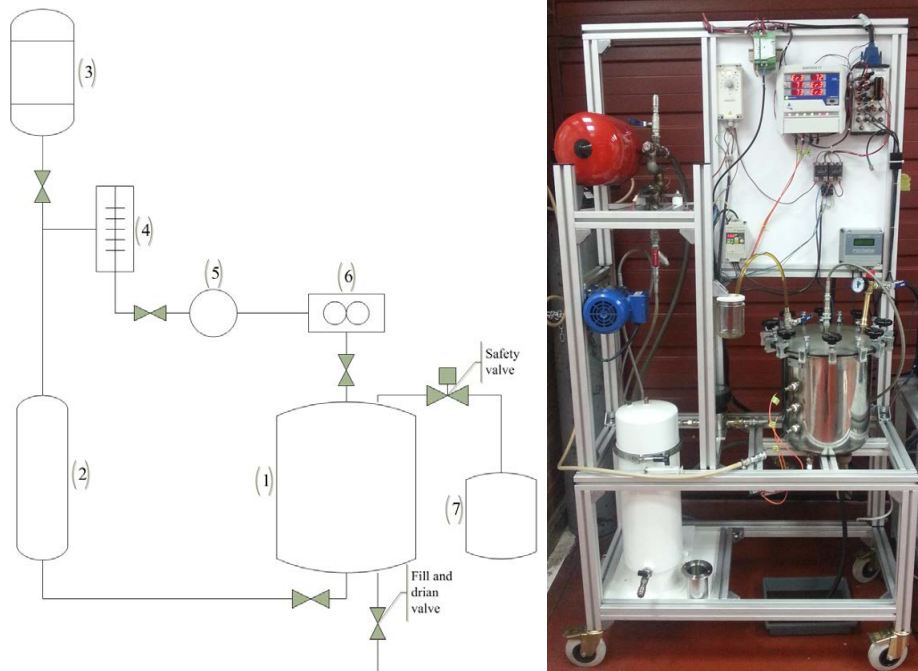 (3)
(4)
(5)
(6)
Safety
valve
(2)
(1)
(7)
Fill and
drian
valve